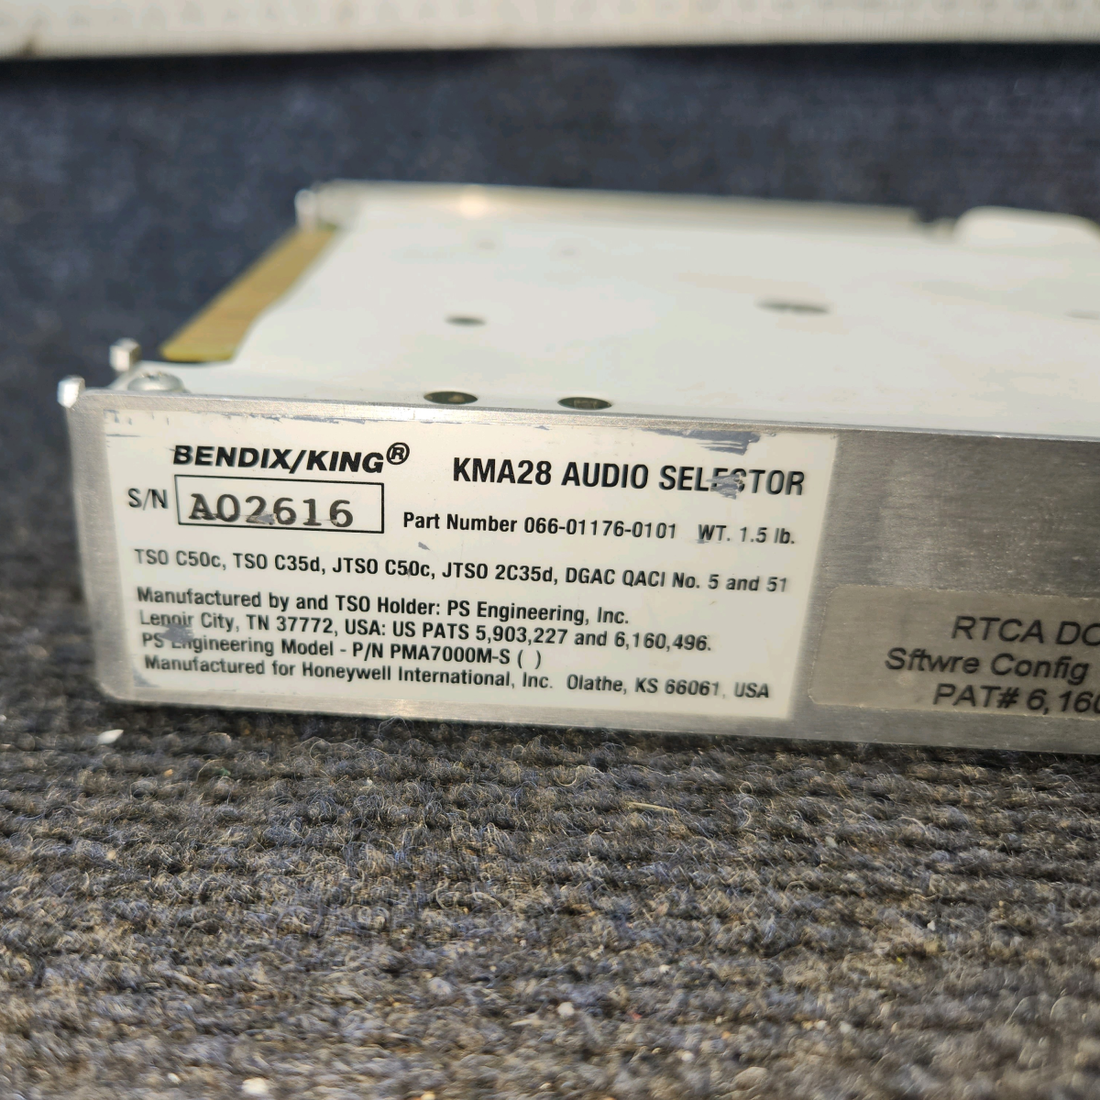 BENDIX/KING®
KMA28 AUDIO SELECTOR
S/N A02616
Part Number 066-01176-0101 WT. 1.5 lb.
TSO C50c, TSO C35d, JTSO C50c, JTSO 2C35d, DGAC QACI No. 5 and 51
Manufactured by and TSO Holder: PS Engineering, Inc.
Lenoir City, TN 37772, USA: US PATS 5,903,227 and 6,160,496.
PS Engineering Model - P/N PMA7000M-S ( )
Manufactured for Honeywell International, Inc. Olathe, KS 66061, USA
RTCA DO
Sftwre Config
PAT# 6,160